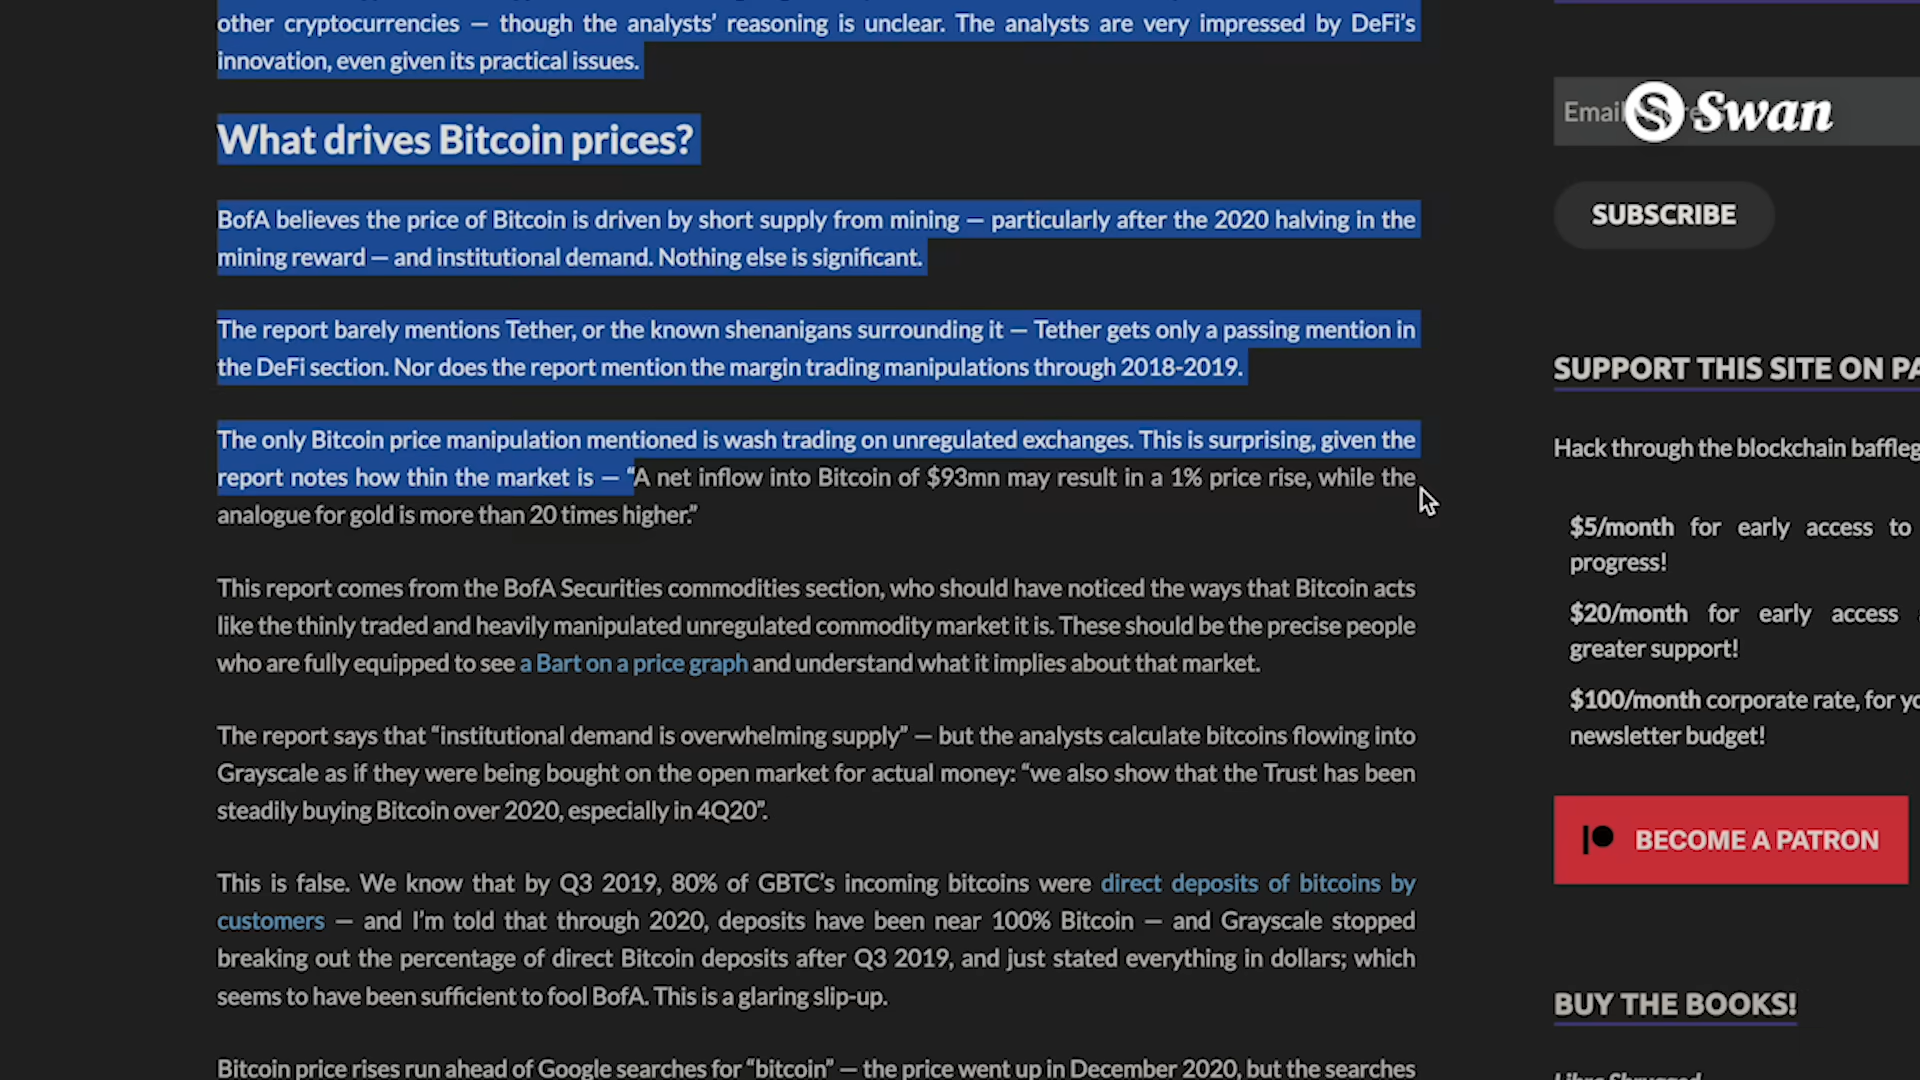 other cryptocurrencies — though the analysts’ reasoning is unclear. The analysts are very impressed by DeFi’s
innovation, even given its practical issues.
What drives Bitcoin prices?
BofA believes the price of Bitcoin is driven by short supply from mining — particularly after the 2020 halving in the
mining reward — and institutional demand. Nothing else is significant.
The report barely mentions Tether, or the known shenanigans surrounding it — Tether gets only a passing mention in
the DeFi section. Nor does the report mention the margin trading manipulations through 2018-2019.
The only Bitcoin price manipulation mentioned is wash trading on unregulated exchanges. This is surprising, given the
report notes how thin the market is — “A net inflow into Bitcoin of $93mn may result in a 1% price rise, while the
analogue for gold is more than 20 times higher.”
This report comes from the BofA Securities commodities section, who should have noticed the ways that Bitcoin acts
like the thinly traded and heavily manipulated unregulated commodity market it is. These should be the precise people
who are fully equipped to see a Bart on a price graph and understand what it implies about that market.
The report says that “institutional demand is overwhelming supply” — but the analysts calculate bitcoins flowing into
Grayscale as if they were being bought on the open market for actual money: “we also show that the Trust has been
steadily buying Bitcoin over 2020, especially in 4Q20”.
This is false. We know that by Q3 2019, 80% of GBTC’s incoming bitcoins were direct deposits of bitcoins by
customers — and I’m told that through 2020, deposits have been near 100% Bitcoin — and Grayscale stopped
breaking out the percentage of direct Bitcoin deposits after Q3 2019, and just stated everything in dollars; which
seems to have been sufficient to fool BofA. This is a glaring slip-up.
Bitcoin price rises run ahead of Google searches for “bitcoin” — the price went up in December 2020, but the searches
Email
Swan
SUBSCRIBE
SUPPORT THIS SITE ON PA
Hack through the blockchain baffleg
$5/month for early access to
progress!
$20/month for early access
greater support!
$100/month corporate rate, for yo
newsletter budget!
BECOME A PATRON
BUY THE BOOKS!
Libra Shrugged